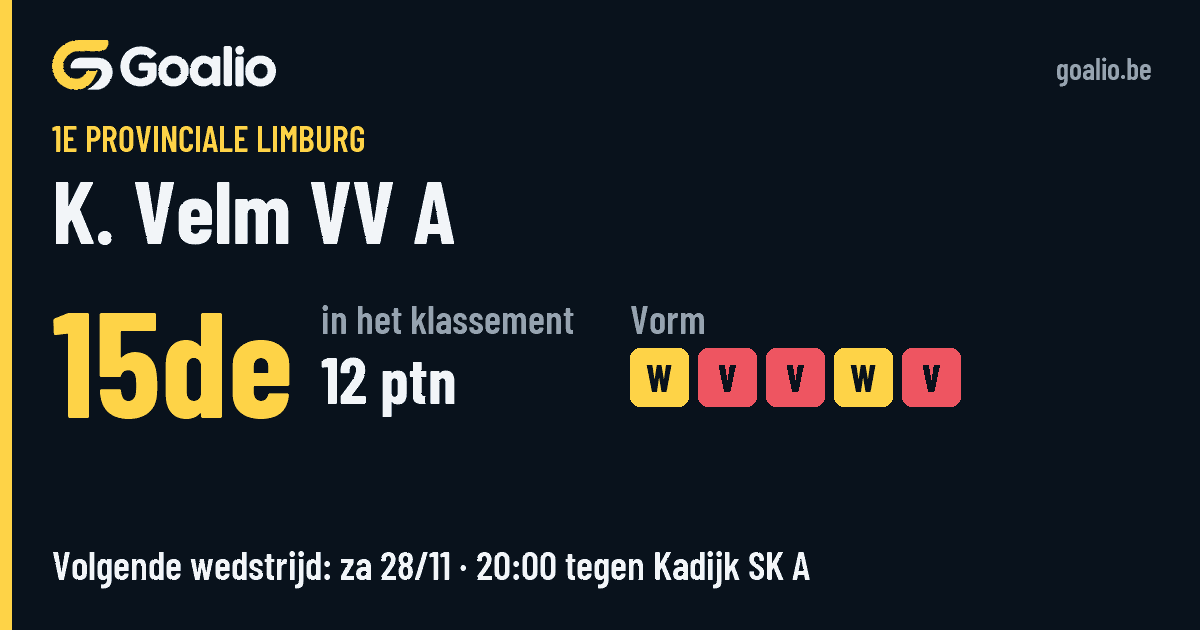 Goalio
goalio.be
1E PROVINCIALE LIMBURG
K. Velm VV A
15de
in het klassement
12 ptn
Vorm
W V V W V
Volgende wedstrijd: za 28/11 · 20:00 tegen Kadijk SK A